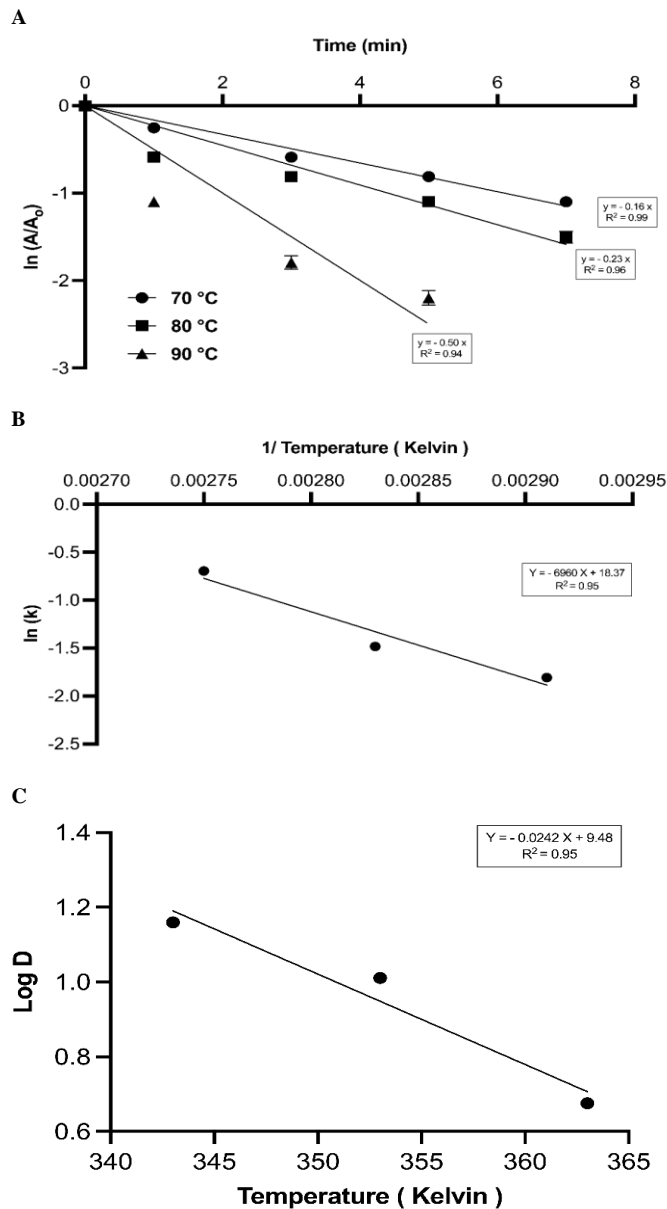 A
Time (min)
0 2 4 6 8
0
-1
-2
-3
ln (A/Ao)
y = - 0.16 x
R2 = 0.99
y = - 0.23 x
R2 = 0.96
y = - 0.50 x
R2 = 0.94
70 °C
80 °C
90 °C
B
1/ Temperature ( Kelvin )
0.00270 0.00275 0.00280 0.00285 0.00290 0.00295
0.0
-0.5
-1.0
-1.5
-2.0
-2.5
ln (k)
Y = - 6960 X + 18.37
R2 = 0.95
C
1.4
1.2
1.0
0.8
0.6
Log D
Y = - 0.0242 X + 9.48
R2 = 0.95
340 345 350 355 360 365
Temperature ( Kelvin )